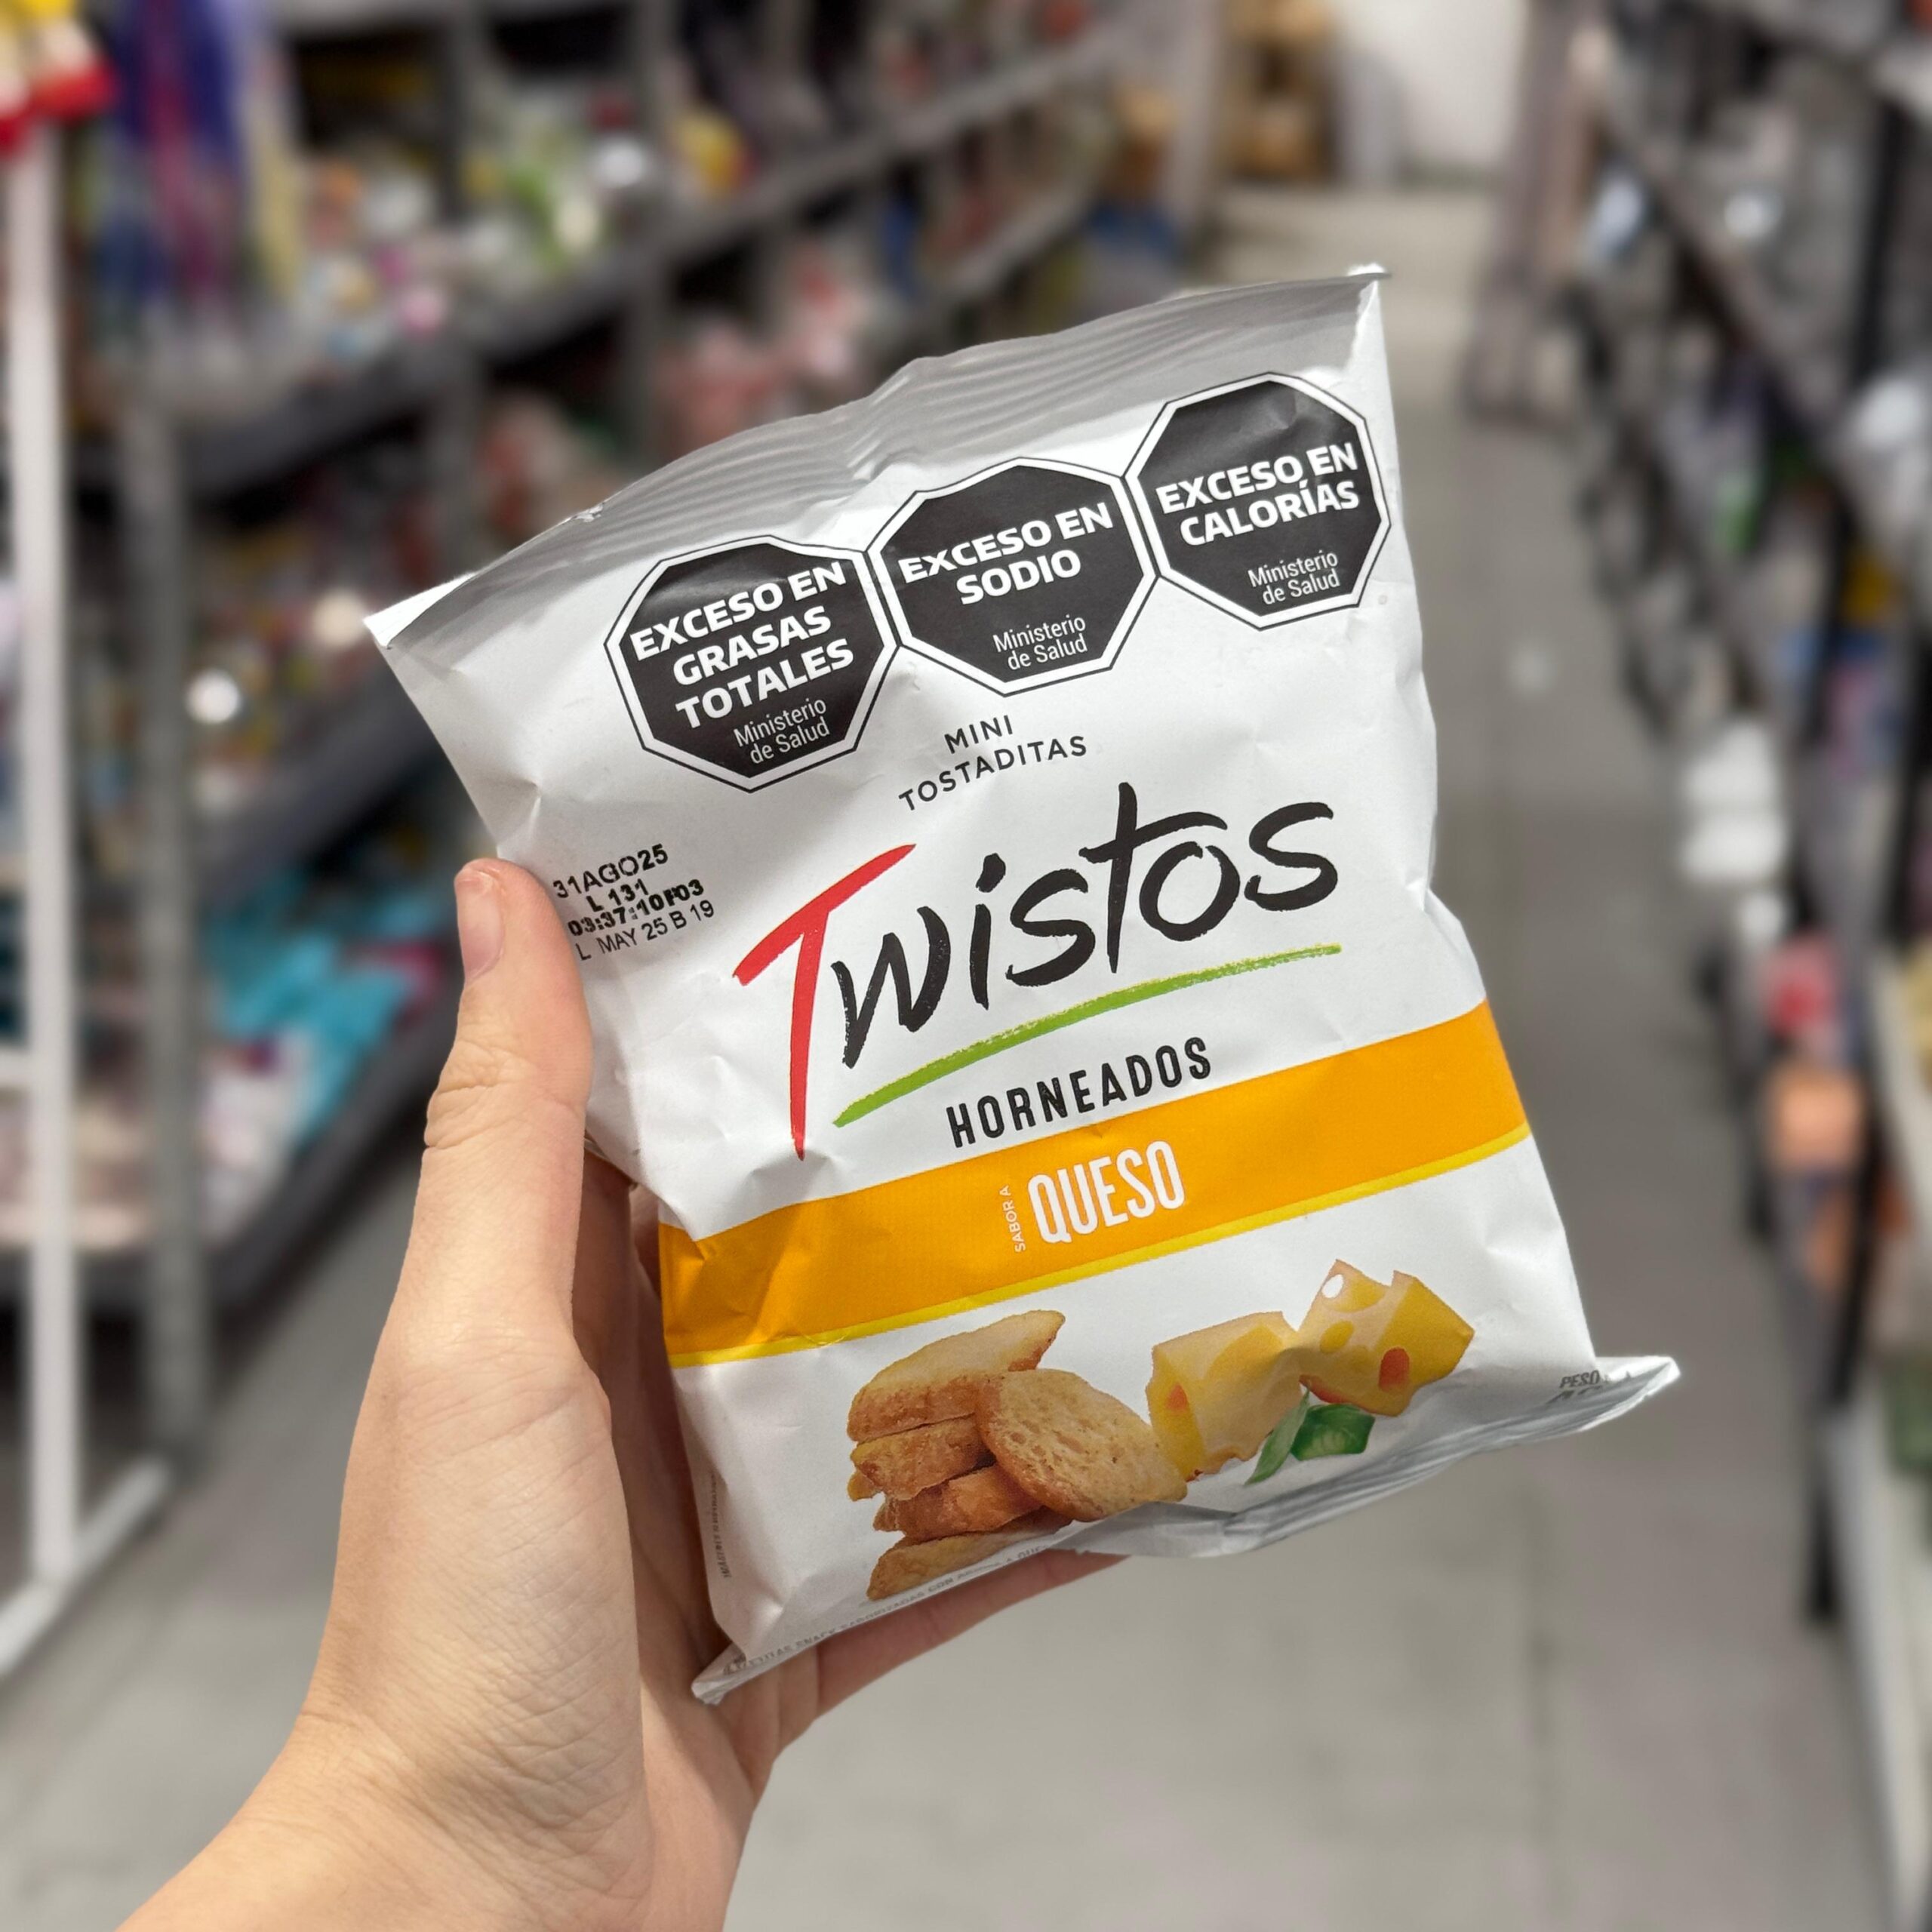 EXCESO EN
GRASAS
TOTALES
Ministerio
de Salud
EXCESO EN
SODIO
Ministerio
de Salud
EXCESO EN
CALORÍAS
Ministerio
de Salud
MINI
TOSTADITAS
31AGO25
L 131
03:37:10F03
L MAY 25 B 19
Twistos
HORNEADOS
SABOR A
QUESO
PESO